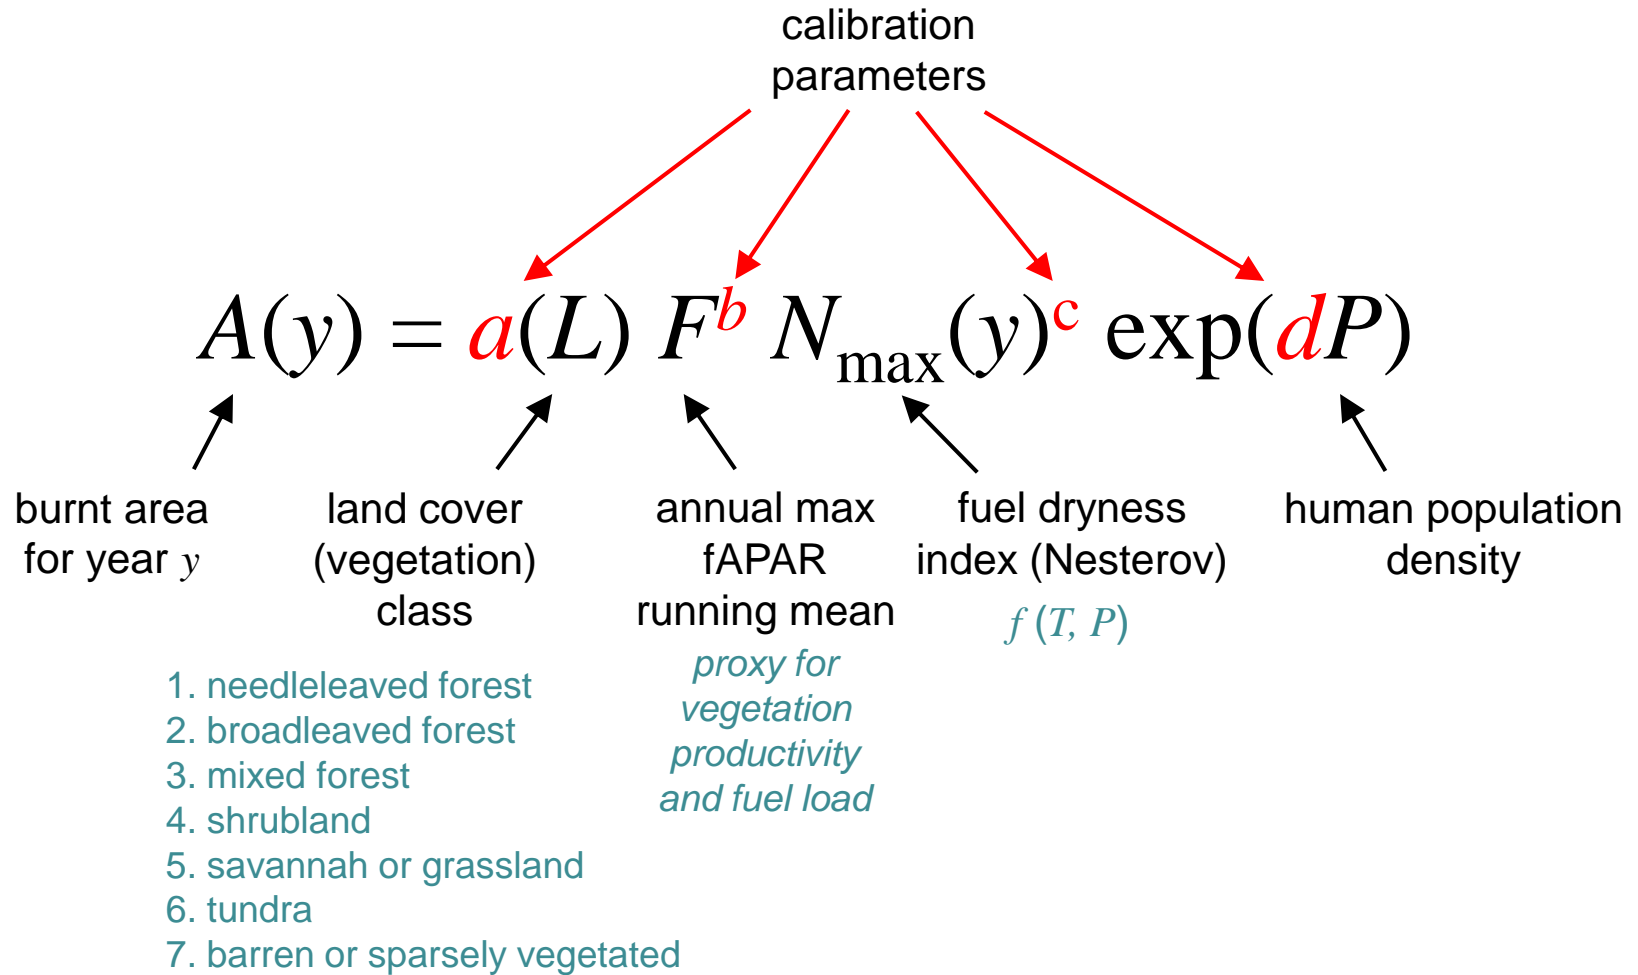 calibration
parameters
A(y) = a(L) F^b N_max(y)^c exp(dP)
burnt area
for year y
land cover
(vegetation)
class
annual max
fAPAR
running mean
fuel dryness
index (Nesterov)
f (T, P)
human population
density
proxy for
vegetation
productivity
and fuel load
1. needleleaved forest
2. broadleaved forest
3. mixed forest
4. shrubland
5. savannah or grassland
6. tundra
7. barren or sparsely vegetated